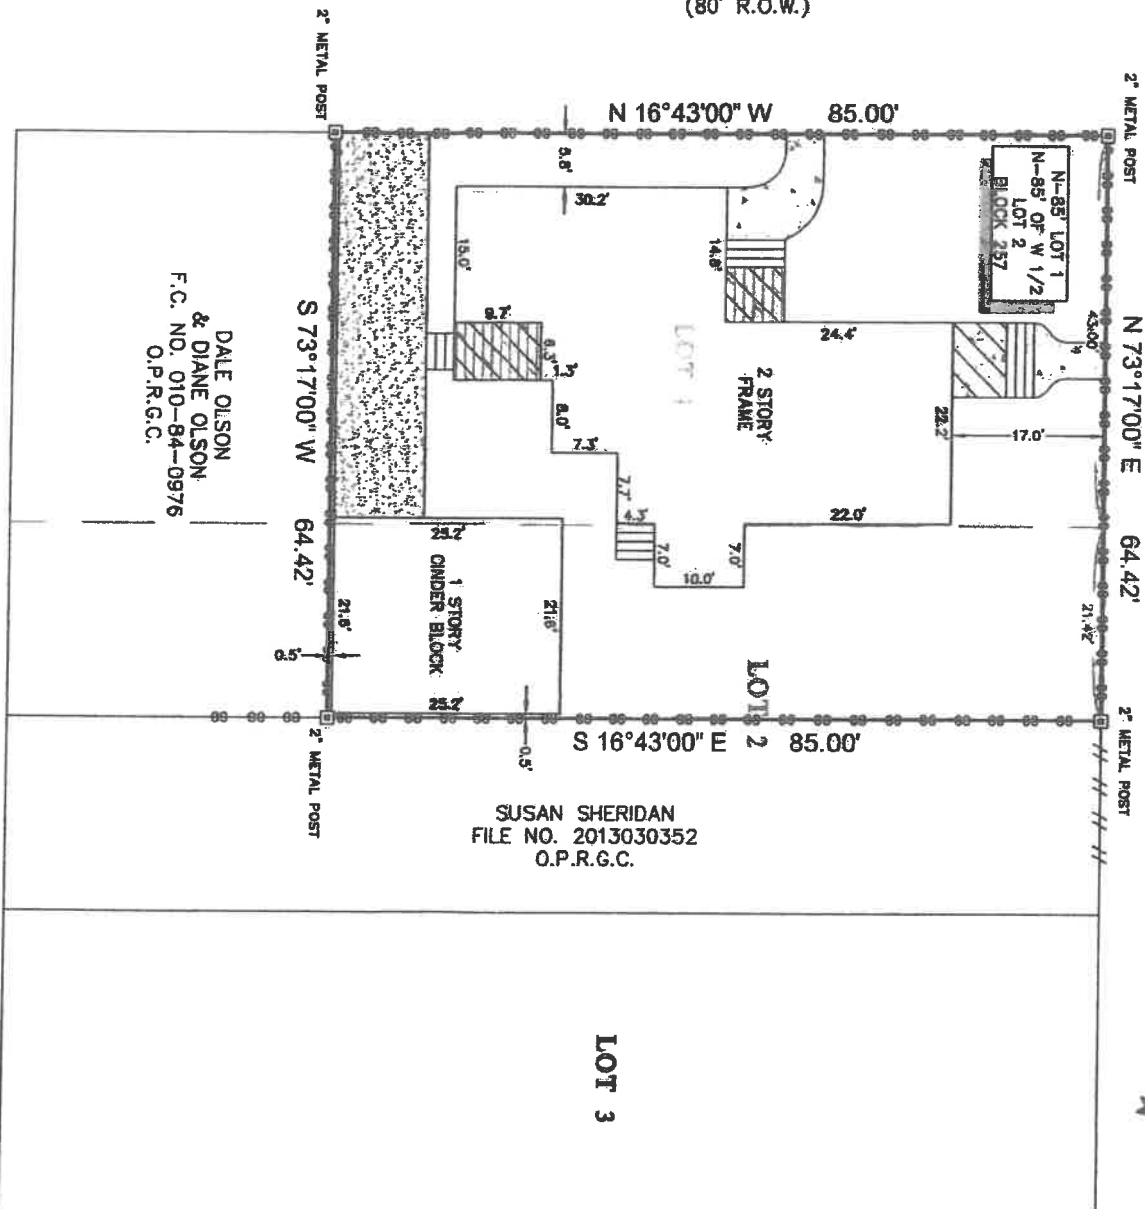 (80' R.O.W.)
2" METAL POST
2" METAL POST
N 16°43'00" W 85.00'
N-85' LOT 1
N-85' OF W 1/2
LOT 2
BLOCK 257
N 73°17'00" E 64.42'
43.00'
21.42'
5.8'
30.2'
15.0'
14.8'
24.4'
17.0'
22.2'
9.7'
6.3'
8.0'
7.3'
7.7'
4.3'
7.0'
10.0'
7.0'
22.0'
LOT 1
2 STORY
FRAME
S 73°17'00" W 64.42'
DALE OLSON
& DIANE OLSON
F.C. NO. 010-84-0976
O.P.R.G.C.
25.2'
21.6'
1 STORY
CINDER BLOCK
21.6'
25.2'
0.5'
0.5'
LOT 2
S 16°43'00" E 85.00'
2" METAL POST
2" METAL POST
SUSAN SHERIDAN
FILE NO. 2013030352
O.P.R.G.C.
LOT 3